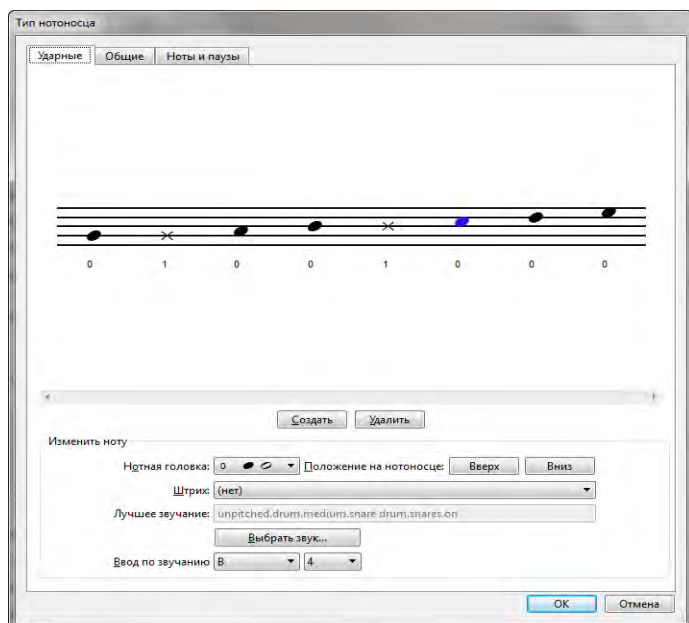 Тип нотоносца
Ударные Общие Ноты и паузы
0 1 0 0 1 0 0 0
Создать Удалить
Изменить ноту
Нотная головка: 0 Положение на нотоносце: Вверх Вниз
Штрих: (нет)
Лучшее звучание: unpitched.drum.medium.snare drum.snares on
Выбрать звук...
Ввод по звучанию B 4
ОК Отмена